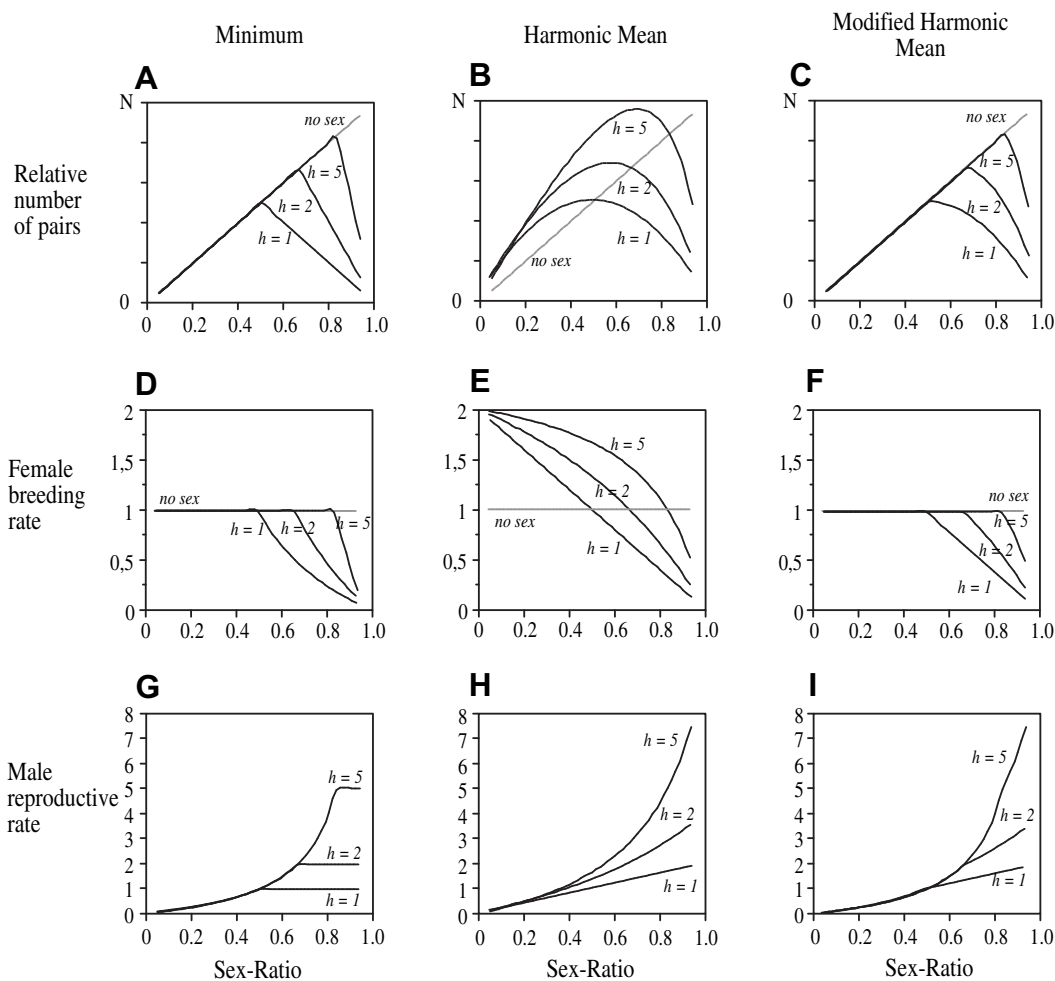 Minimum
Harmonic Mean
Modified Harmonic
Mean
A
B
C
Relative
number
of pairs
N
0
no sex
h = 5
h = 2
h = 1
0 0.2 0.4 0.6 0.8 1.0
N
0
h = 5
h = 2
h = 1
no sex
0 0.2 0.4 0.6 0.8 1.0
N
0
no sex
h = 5
h = 2
h = 1
0 0.2 0.4 0.6 0.8 1.0
D
E
F
Female
breeding
rate
2
1,5
1
0,5
0
no sex
h = 1
h = 2
h = 5
0 0.2 0.4 0.6 0.8 1.0
2
1,5
1
0,5
0
h = 5
h = 2
no sex
h = 1
0 0.2 0.4 0.6 0.8 1.0
2
1,5
1
0,5
0
no sex
h = 5
h = 2
h = 1
0 0.2 0.4 0.6 0.8 1.0
G
H
I
Male
reproductive
rate
8
7
6
5
4
3
2
1
0
h = 5
h = 2
h = 1
0 0.2 0.4 0.6 0.8 1.0
Sex-Ratio
8
7
6
5
4
3
2
1
0
h = 5
h = 2
h = 1
0 0.2 0.4 0.6 0.8 1.0
Sex-Ratio
8
7
6
5
4
3
2
1
0
h = 5
h = 2
h = 1
0 0.2 0.4 0.6 0.8 1.0
Sex-Ratio